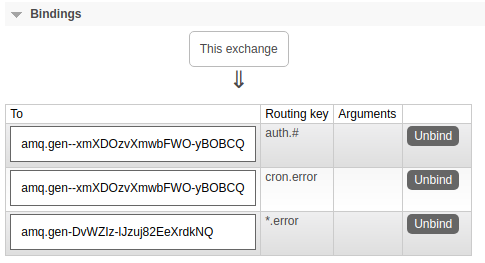 Bindings
This exchange
⇓
To Routing key Arguments
amq.gen--xmXDOzvXmwbFWO-yBOBCQ auth.# Unbind
amq.gen--xmXDOzvXmwbFWO-yBOBCQ cron.error Unbind
amq.gen-DvWZIz-IJzuj82EeXrdkNQ *.error Unbind